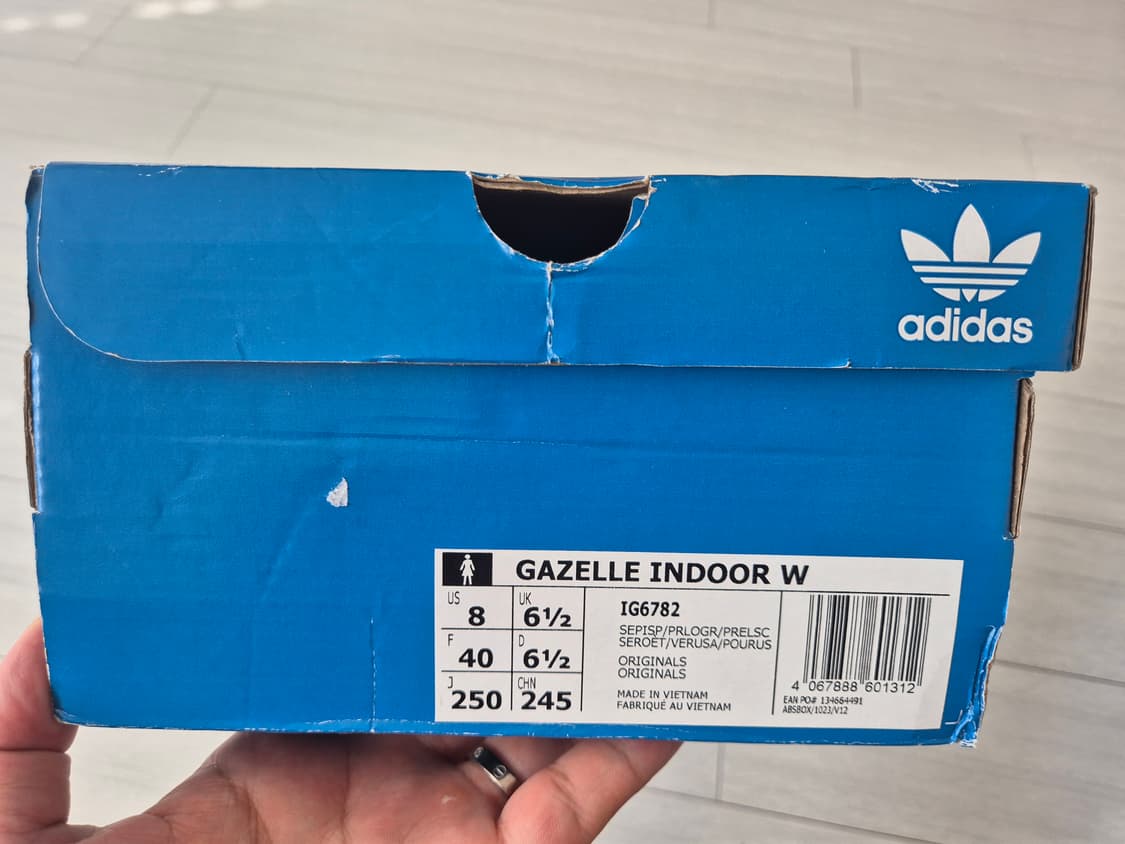 adidas
GAZELLE INDOOR W
US 8 UK 6½
F 40 D 6½
J 250 CHN 245
IG6782
SEPISP/PRLOGR/PRELSC
SEROÉT/VERUSA/POURUS
ORIGINALS
ORIGINALS
MADE IN VIETNAM
FABRIQUÉ AU VIETNAM
4 067888 601312
EAN PO# 134664491
ABSBOX/1023/V12